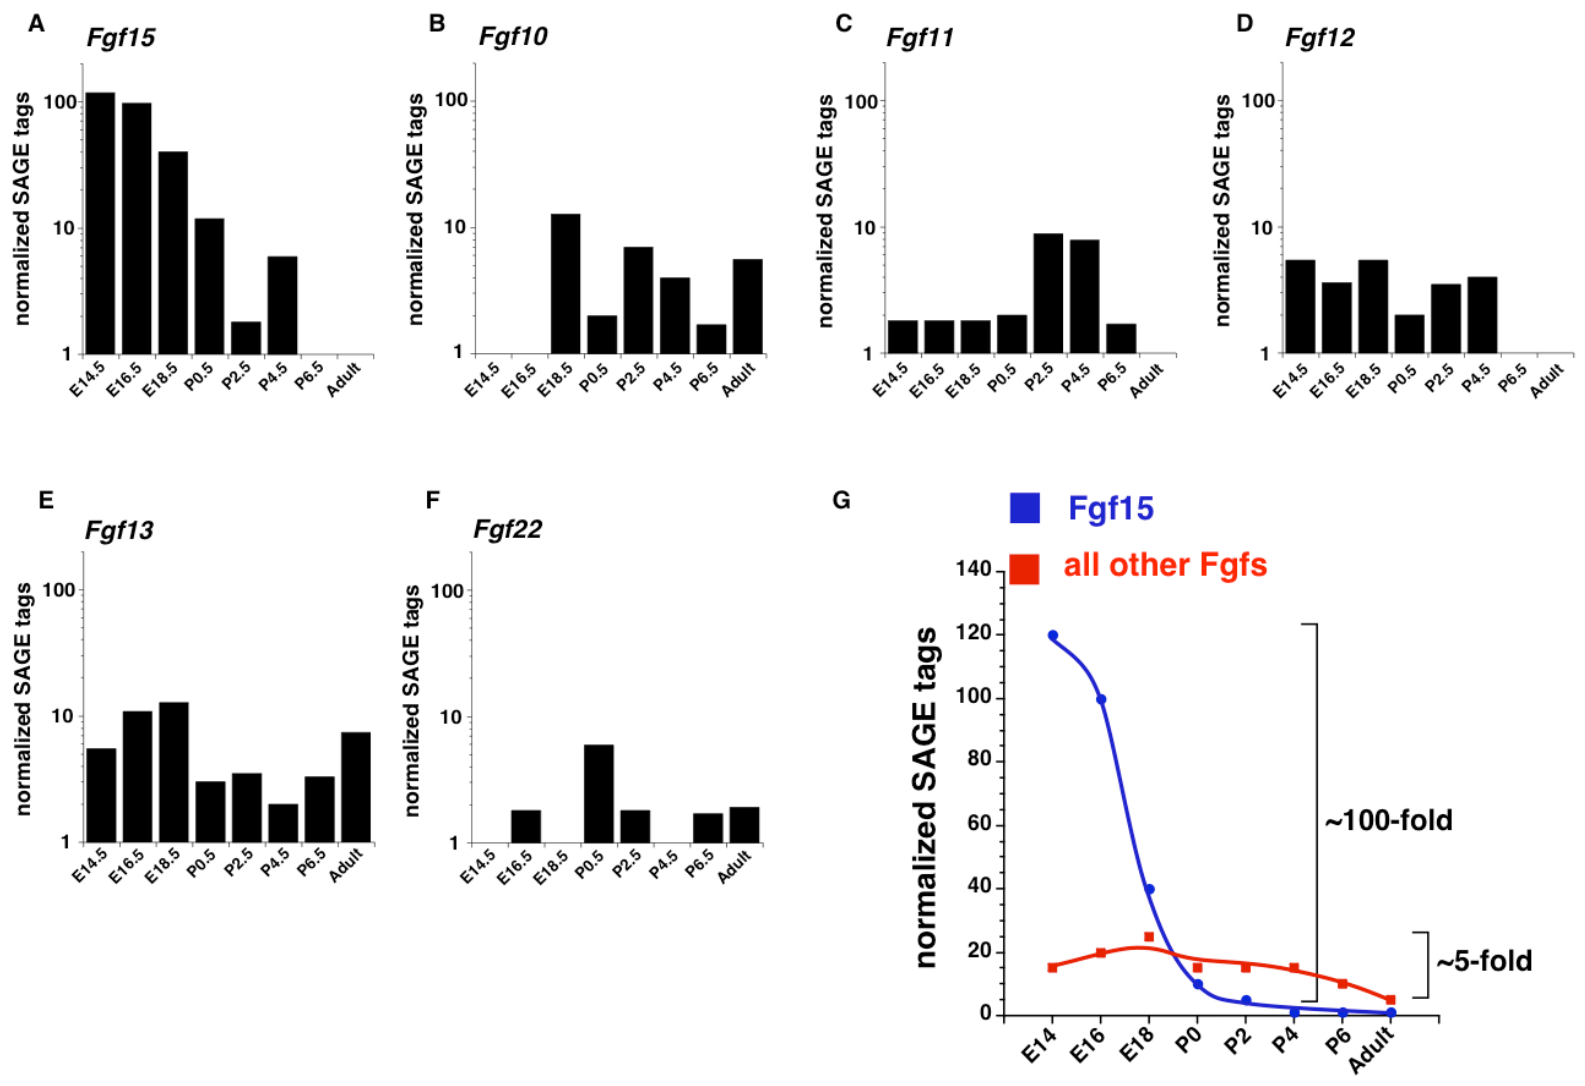 A
Fgf15
normalized SAGE tags
100
10
1
E14.5
E16.5
E18.5
P0.5
P2.5
P4.5
P6.5
Adult
B
Fgf10
normalized SAGE tags
100
10
1
E14.5
E16.5
E18.5
P0.5
P2.5
P4.5
P6.5
Adult
C
Fgf11
normalized SAGE tags
100
10
1
E14.5
E16.5
E18.5
P0.5
P2.5
P4.5
P6.5
Adult
D
Fgf12
normalized SAGE tags
100
10
1
E14.5
E16.5
E18.5
P0.5
P2.5
P4.5
P6.5
Adult
E
Fgf13
normalized SAGE tags
100
10
1
E14.5
E16.5
E18.5
P0.5
P2.5
P4.5
P6.5
Adult
F
Fgf22
normalized SAGE tags
100
10
1
E14.5
E16.5
E18.5
P0.5
P2.5
P4.5
P6.5
Adult
G
Fgf15
all other Fgfs
normalized SAGE tags
140
120
100
80
60
40
20
0
E14
E16
E18
P0
P2
P4
P6
Adult
~100-fold
~5-fold